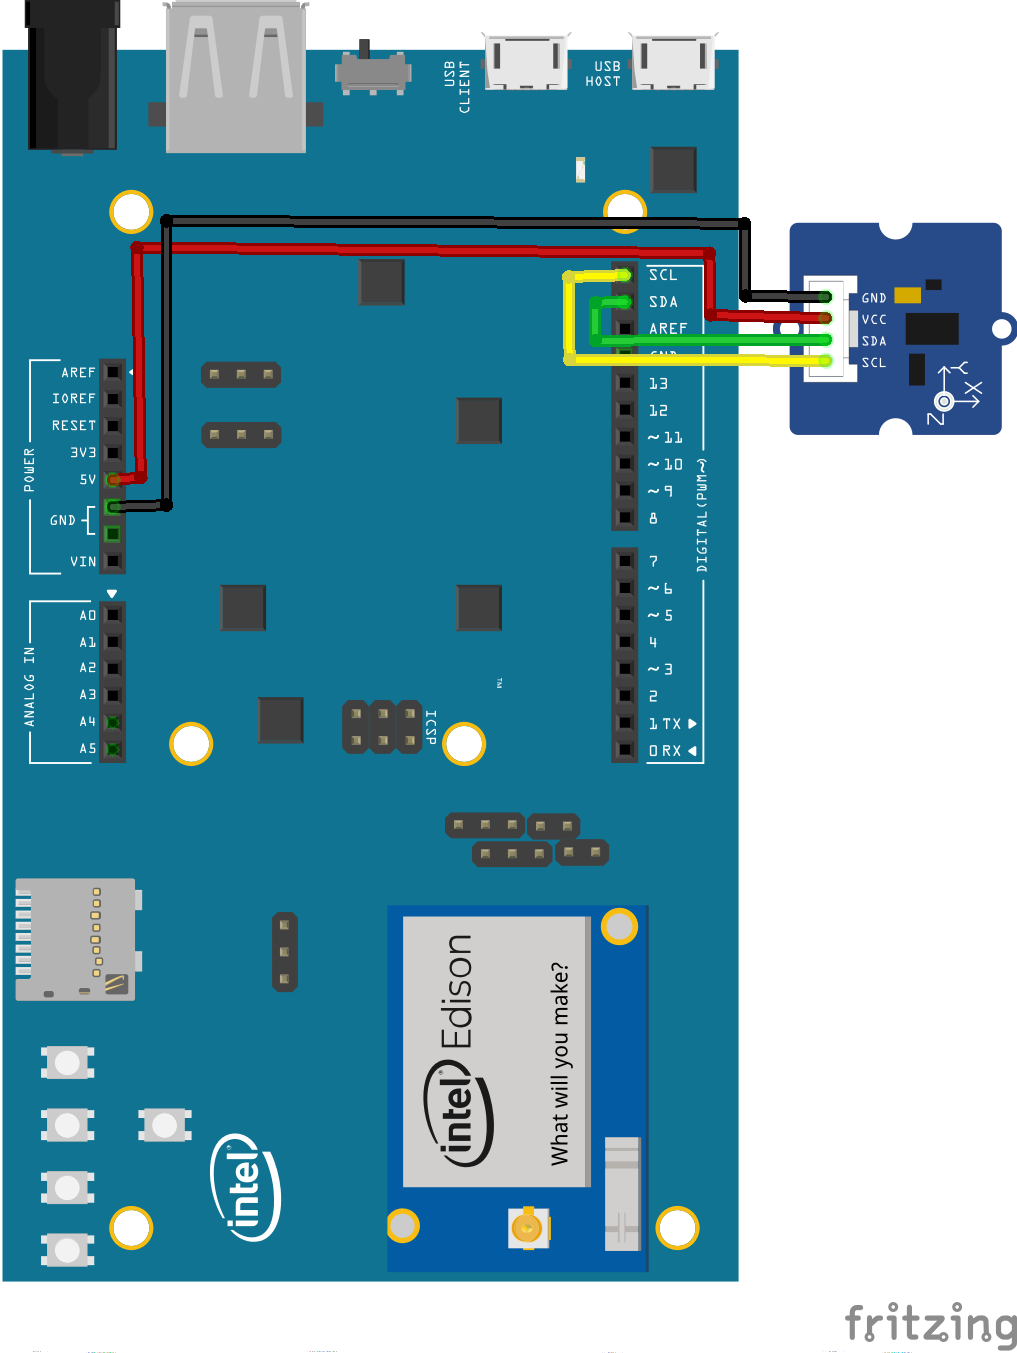 USB
CLIENT
USB
HOST
SCL
SDA
AREF
GND
13
12
~11
~10
~9
8
7
~6
~5
4
~3
2
1 TX
0 RX
DIGITAL (PWM~)
GND
VCC
SDA
SCL
X
Y
Z
POWER
AREF
IOREF
RESET
3V3
5V
GND
VIN
ANALOG IN
A0
A1
A2
A3
A4
A5
TM
ICSP
intel® Edison
What will you make?
intel®
fritzing